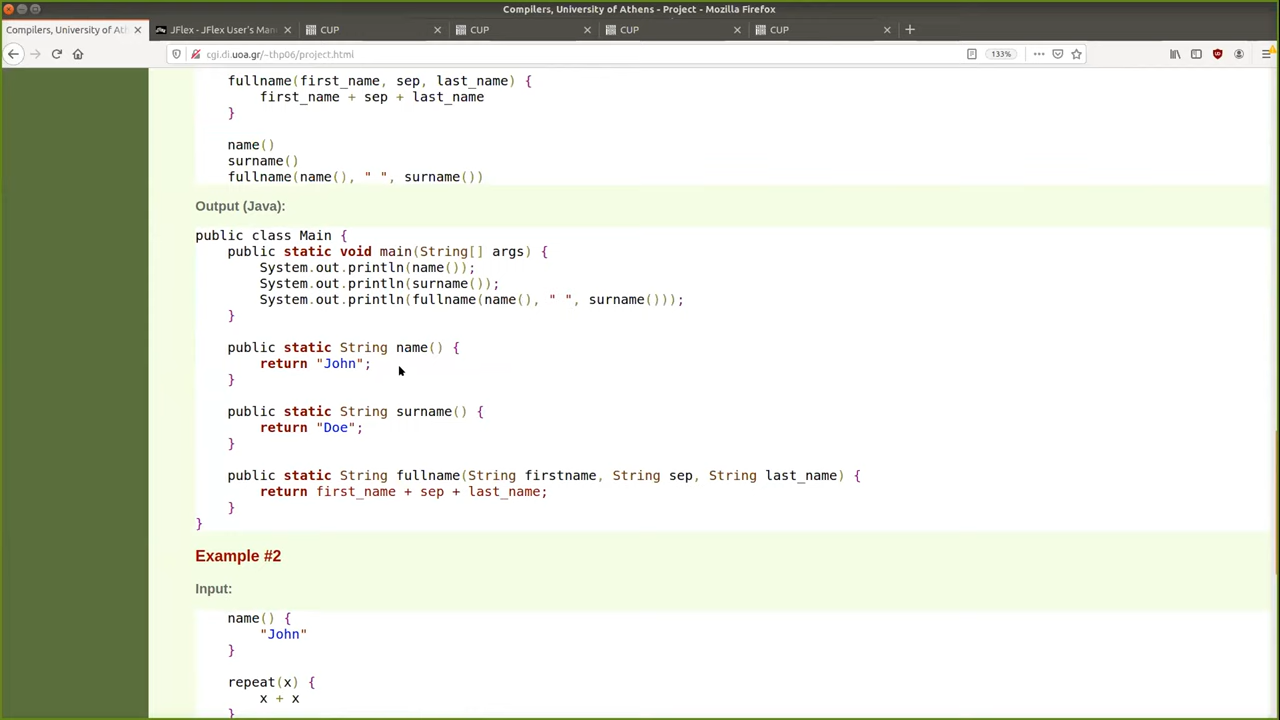 Compilers, University of Athens - Project - Mozilla Firefox
Compilers, University of Ath
JFlex - JFlex User's Man
CUP
CUP
CUP
CUP
cgi.di.uoa.gr/~thp06/project.html
133%
fullname(first_name, sep, last_name) {
first_name + sep + last_name
}
name()
surname()
fullname(name(), " ", surname())
Output (Java):
public class Main {
public static void main(String[] args) {
System.out.println(name());
System.out.println(surname());
System.out.println(fullname(name(), " ", surname()));
}
public static String name() {
return "John";
}
public static String surname() {
return "Doe";
}
public static String fullname(String firstname, String sep, String last_name) {
return first_name + sep + last_name;
}
}
Example #2
Input:
name() {
"John"
}
repeat(x) {
x + x
}